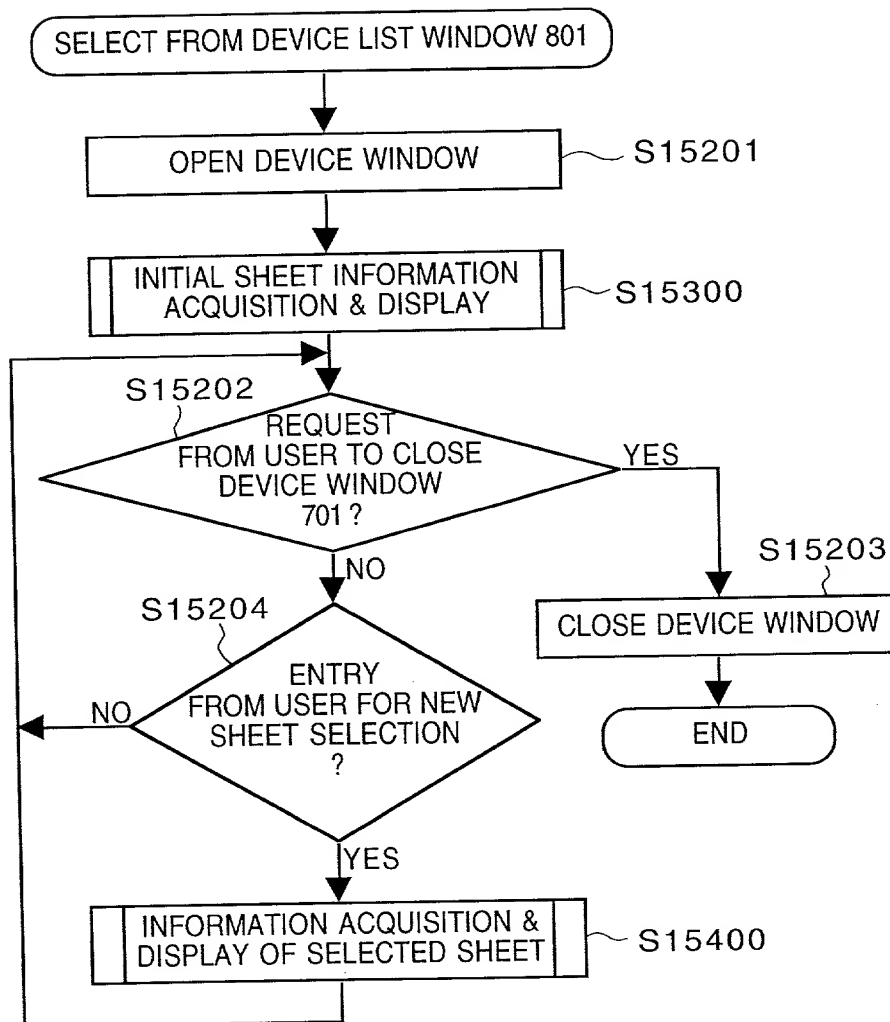 SELECT FROM DEVICE LIST WINDOW 801
OPEN DEVICE WINDOW
S15201
INITIAL SHEET INFORMATION
ACQUISITION & DISPLAY
S15300
S15202
REQUEST
FROM USER TO CLOSE
DEVICE WINDOW
701 ?
YES
NO
S15203
CLOSE DEVICE WINDOW
END
S15204
ENTRY
FROM USER FOR NEW
SHEET SELECTION
?
NO
YES
INFORMATION ACQUISITION &
DISPLAY OF SELECTED SHEET
S15400